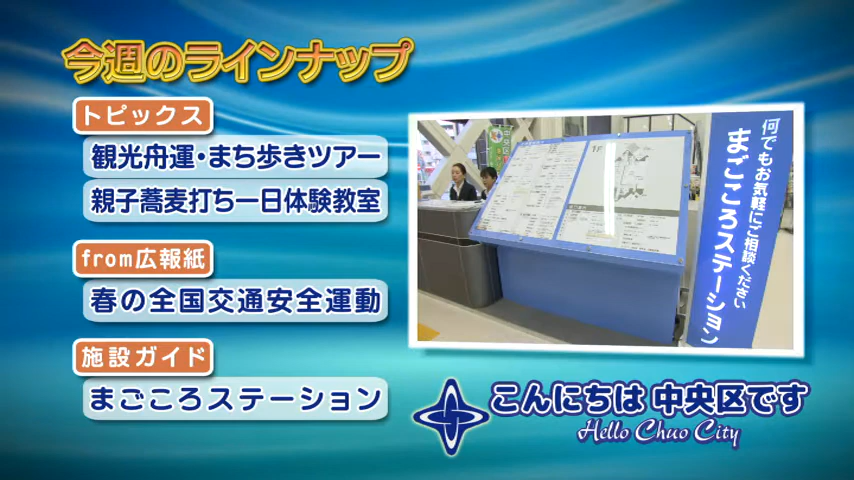 今週のラインナップ
トピックス
観光舟運・まち歩きツアー
親子蕎麦打ち一日体験教室
from広報紙
春の全国交通安全運動
施設ガイド
まごころステーション
1F
何でもお気軽にご相談ください
まごころステーション
こんにちは 中央区です
Hello Chuo City